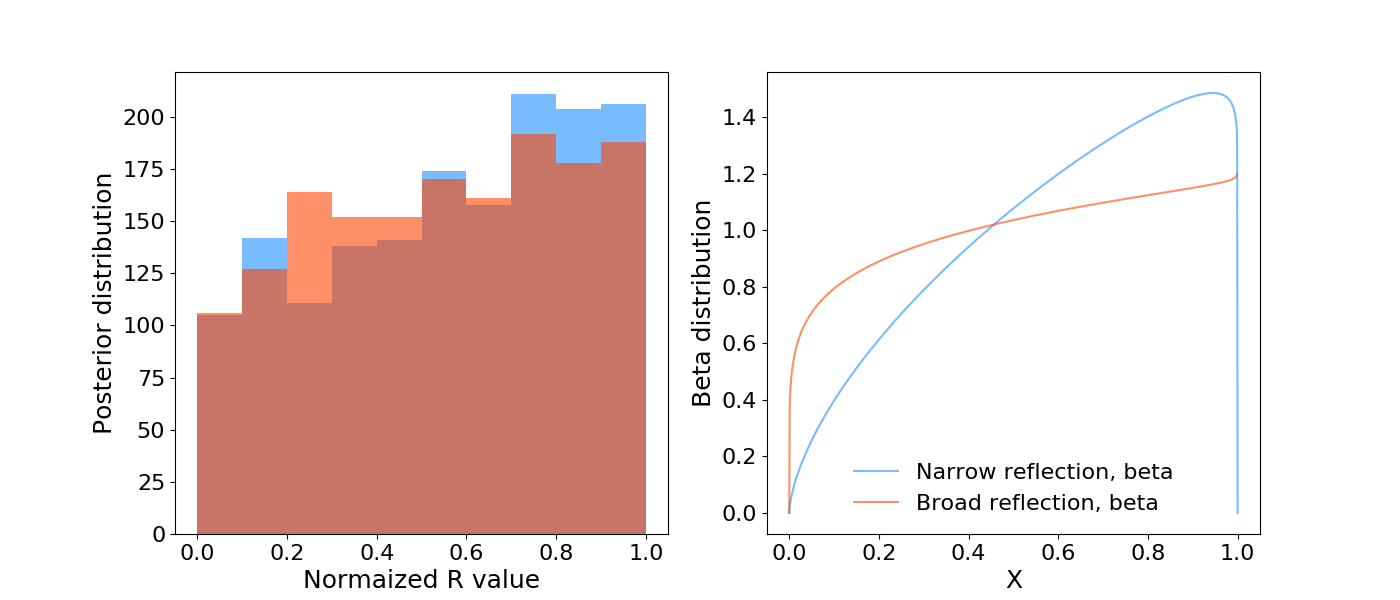 Posterior distribution
200
175
150
125
100
75
50
25
0
0.0 0.2 0.4 0.6 0.8 1.0
Normaized R value
Beta distribution
1.4
1.2
1.0
0.8
0.6
0.4
0.2
0.0
Narrow reflection, beta
Broad reflection, beta
0.0 0.2 0.4 0.6 0.8 1.0
X